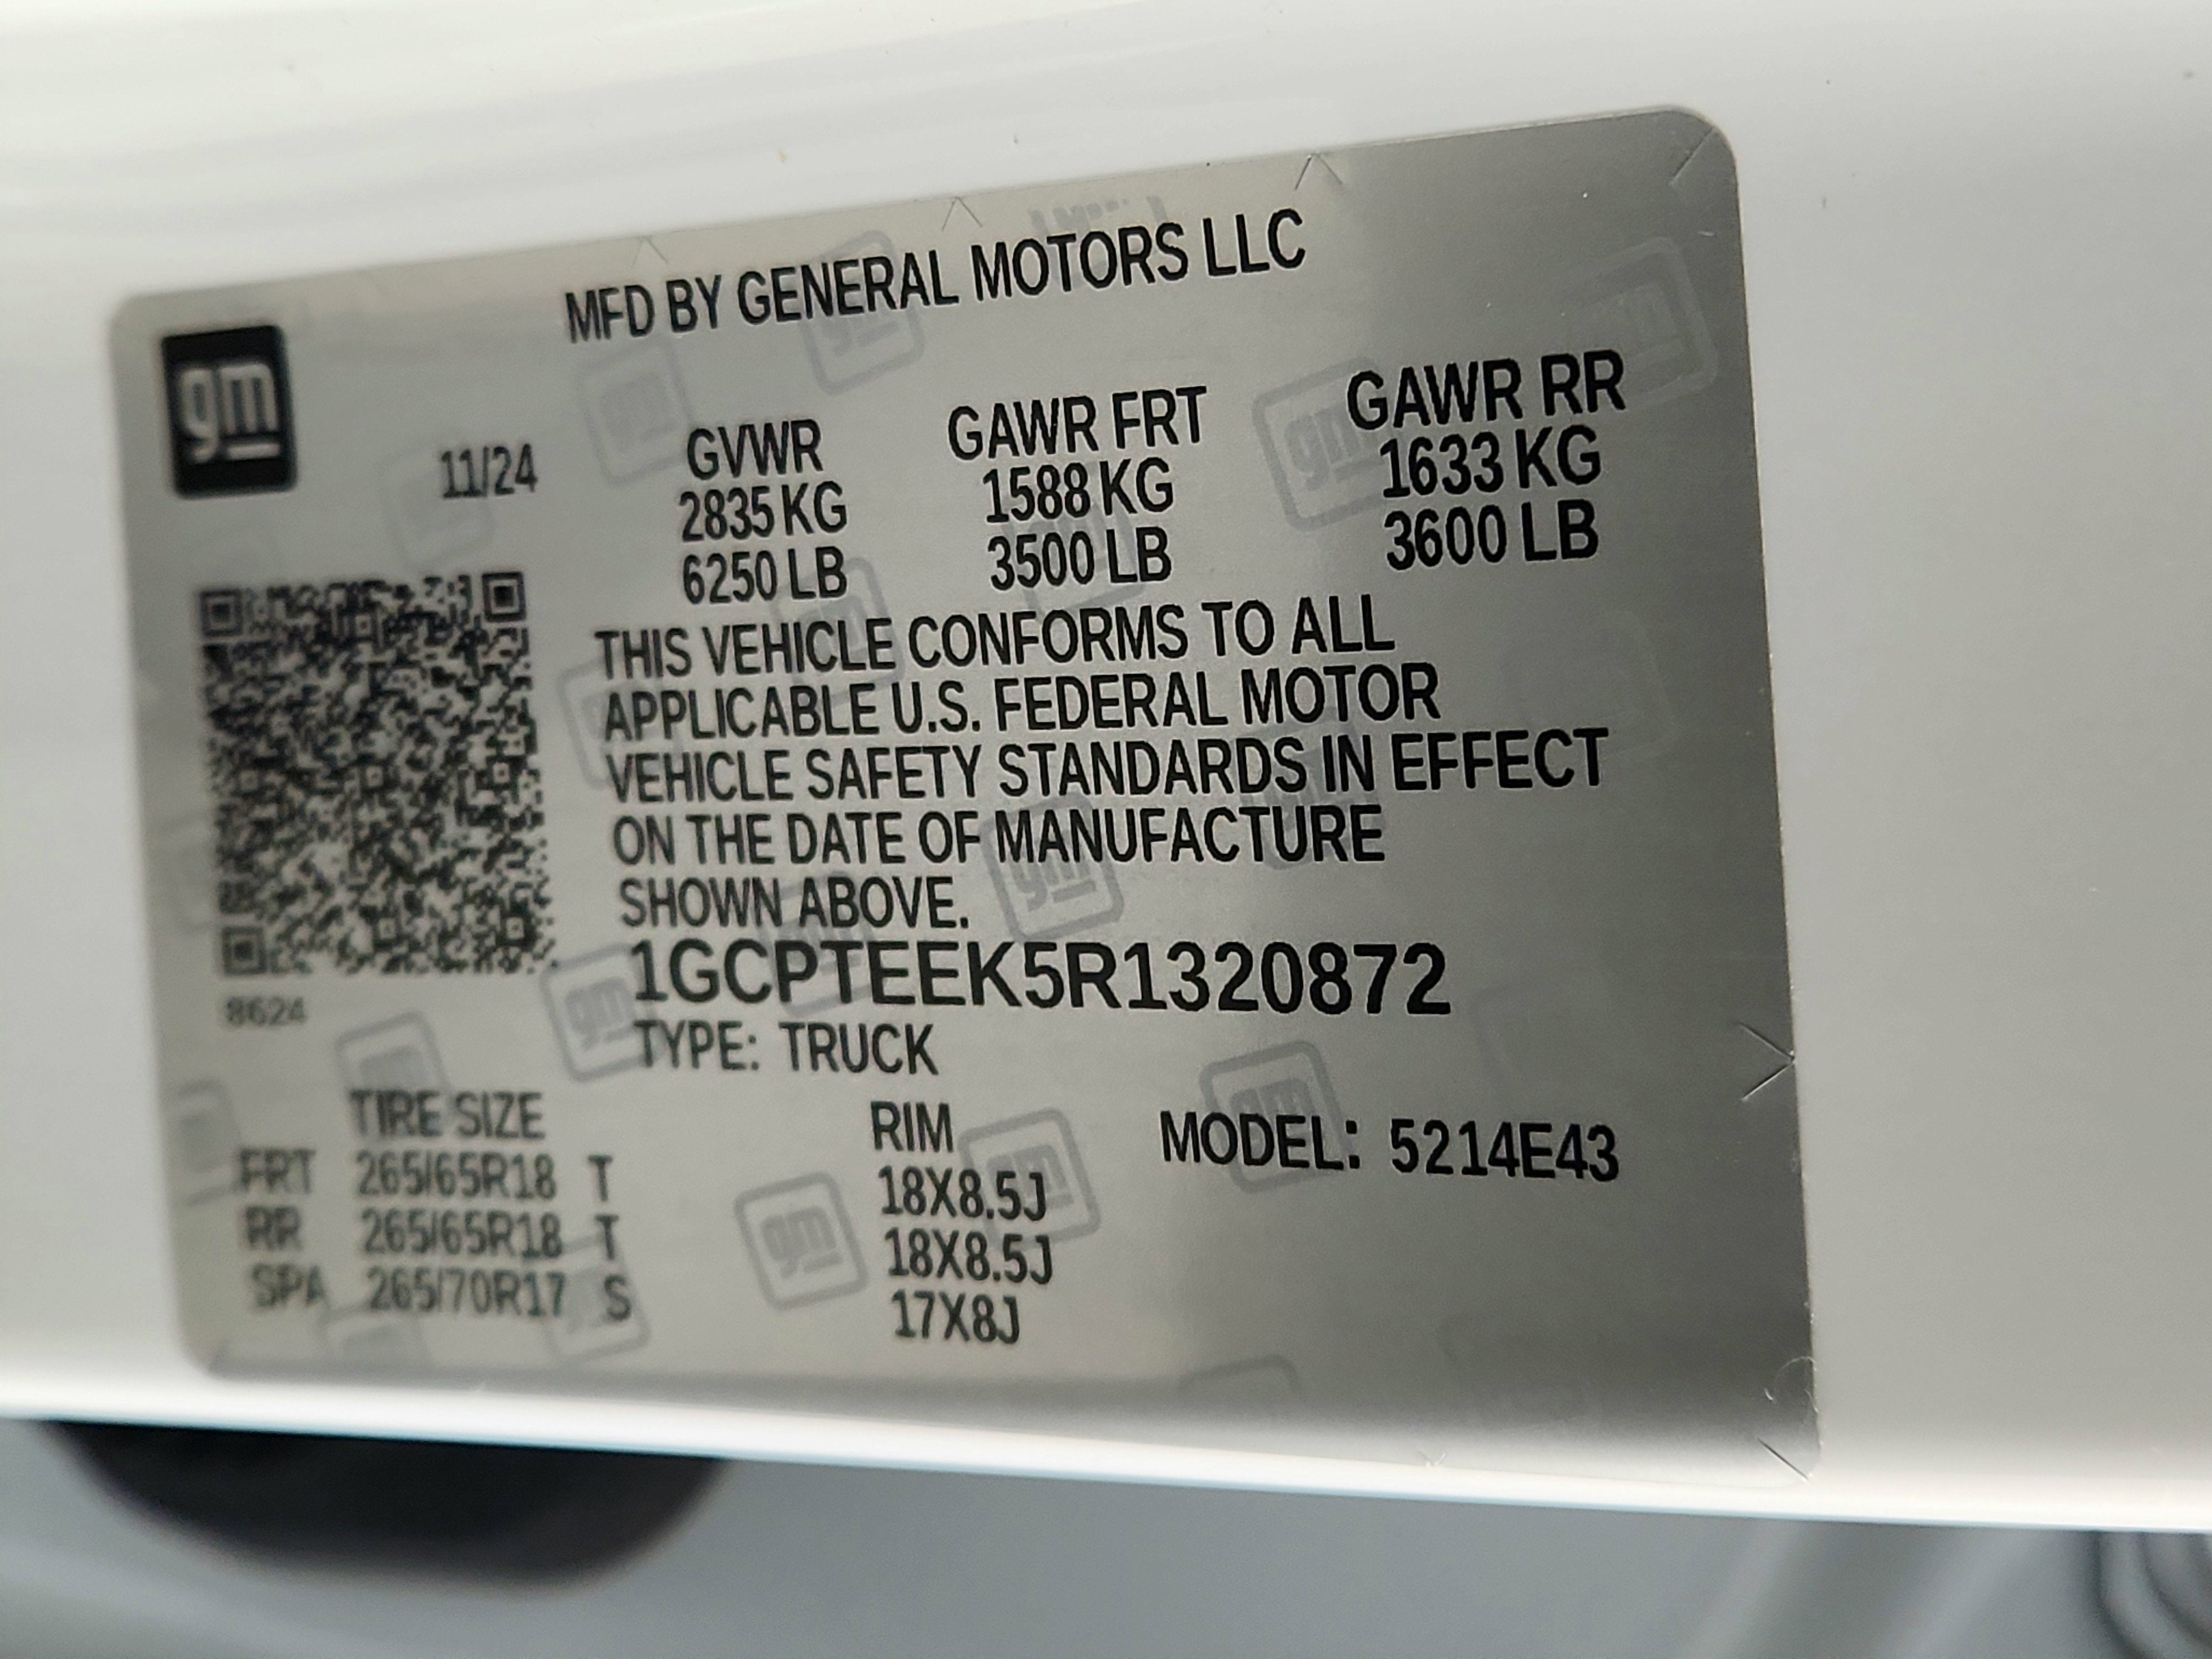 MFD BY GENERAL MOTORS LLC
gm
11/24
GVWR GAWR FRT GAWR RR
2835 KG 1588 KG 1633 KG
6250 LB 3500 LB 3600 LB
THIS VEHICLE CONFORMS TO ALL
APPLICABLE U.S. FEDERAL MOTOR
VEHICLE SAFETY STANDARDS IN EFFECT
ON THE DATE OF MANUFACTURE
SHOWN ABOVE.
1GCPTEEK5R1320872
8624
TYPE: TRUCK
TIRE SIZE RIM MODEL: 5214E43
FRT 265/65R18 T 18X8.5J
RR 265/65R18 T 18X8.5J
SPA 265/70R17 S 17X8J